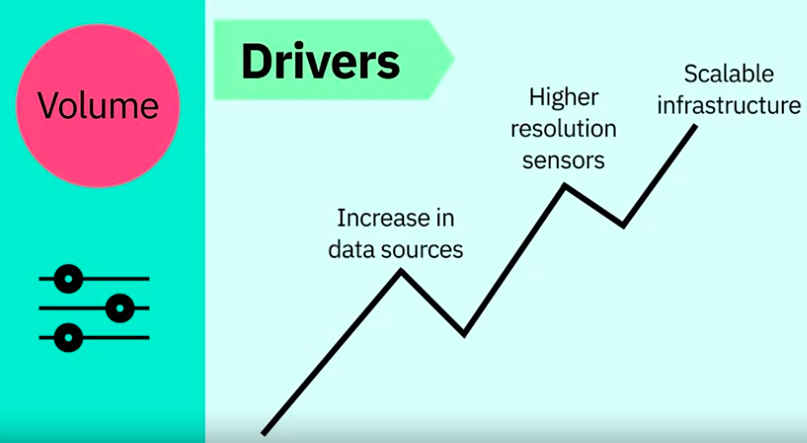 Volume
Drivers
Increase in
data sources
Higher
resolution
sensors
Scalable
infrastructure